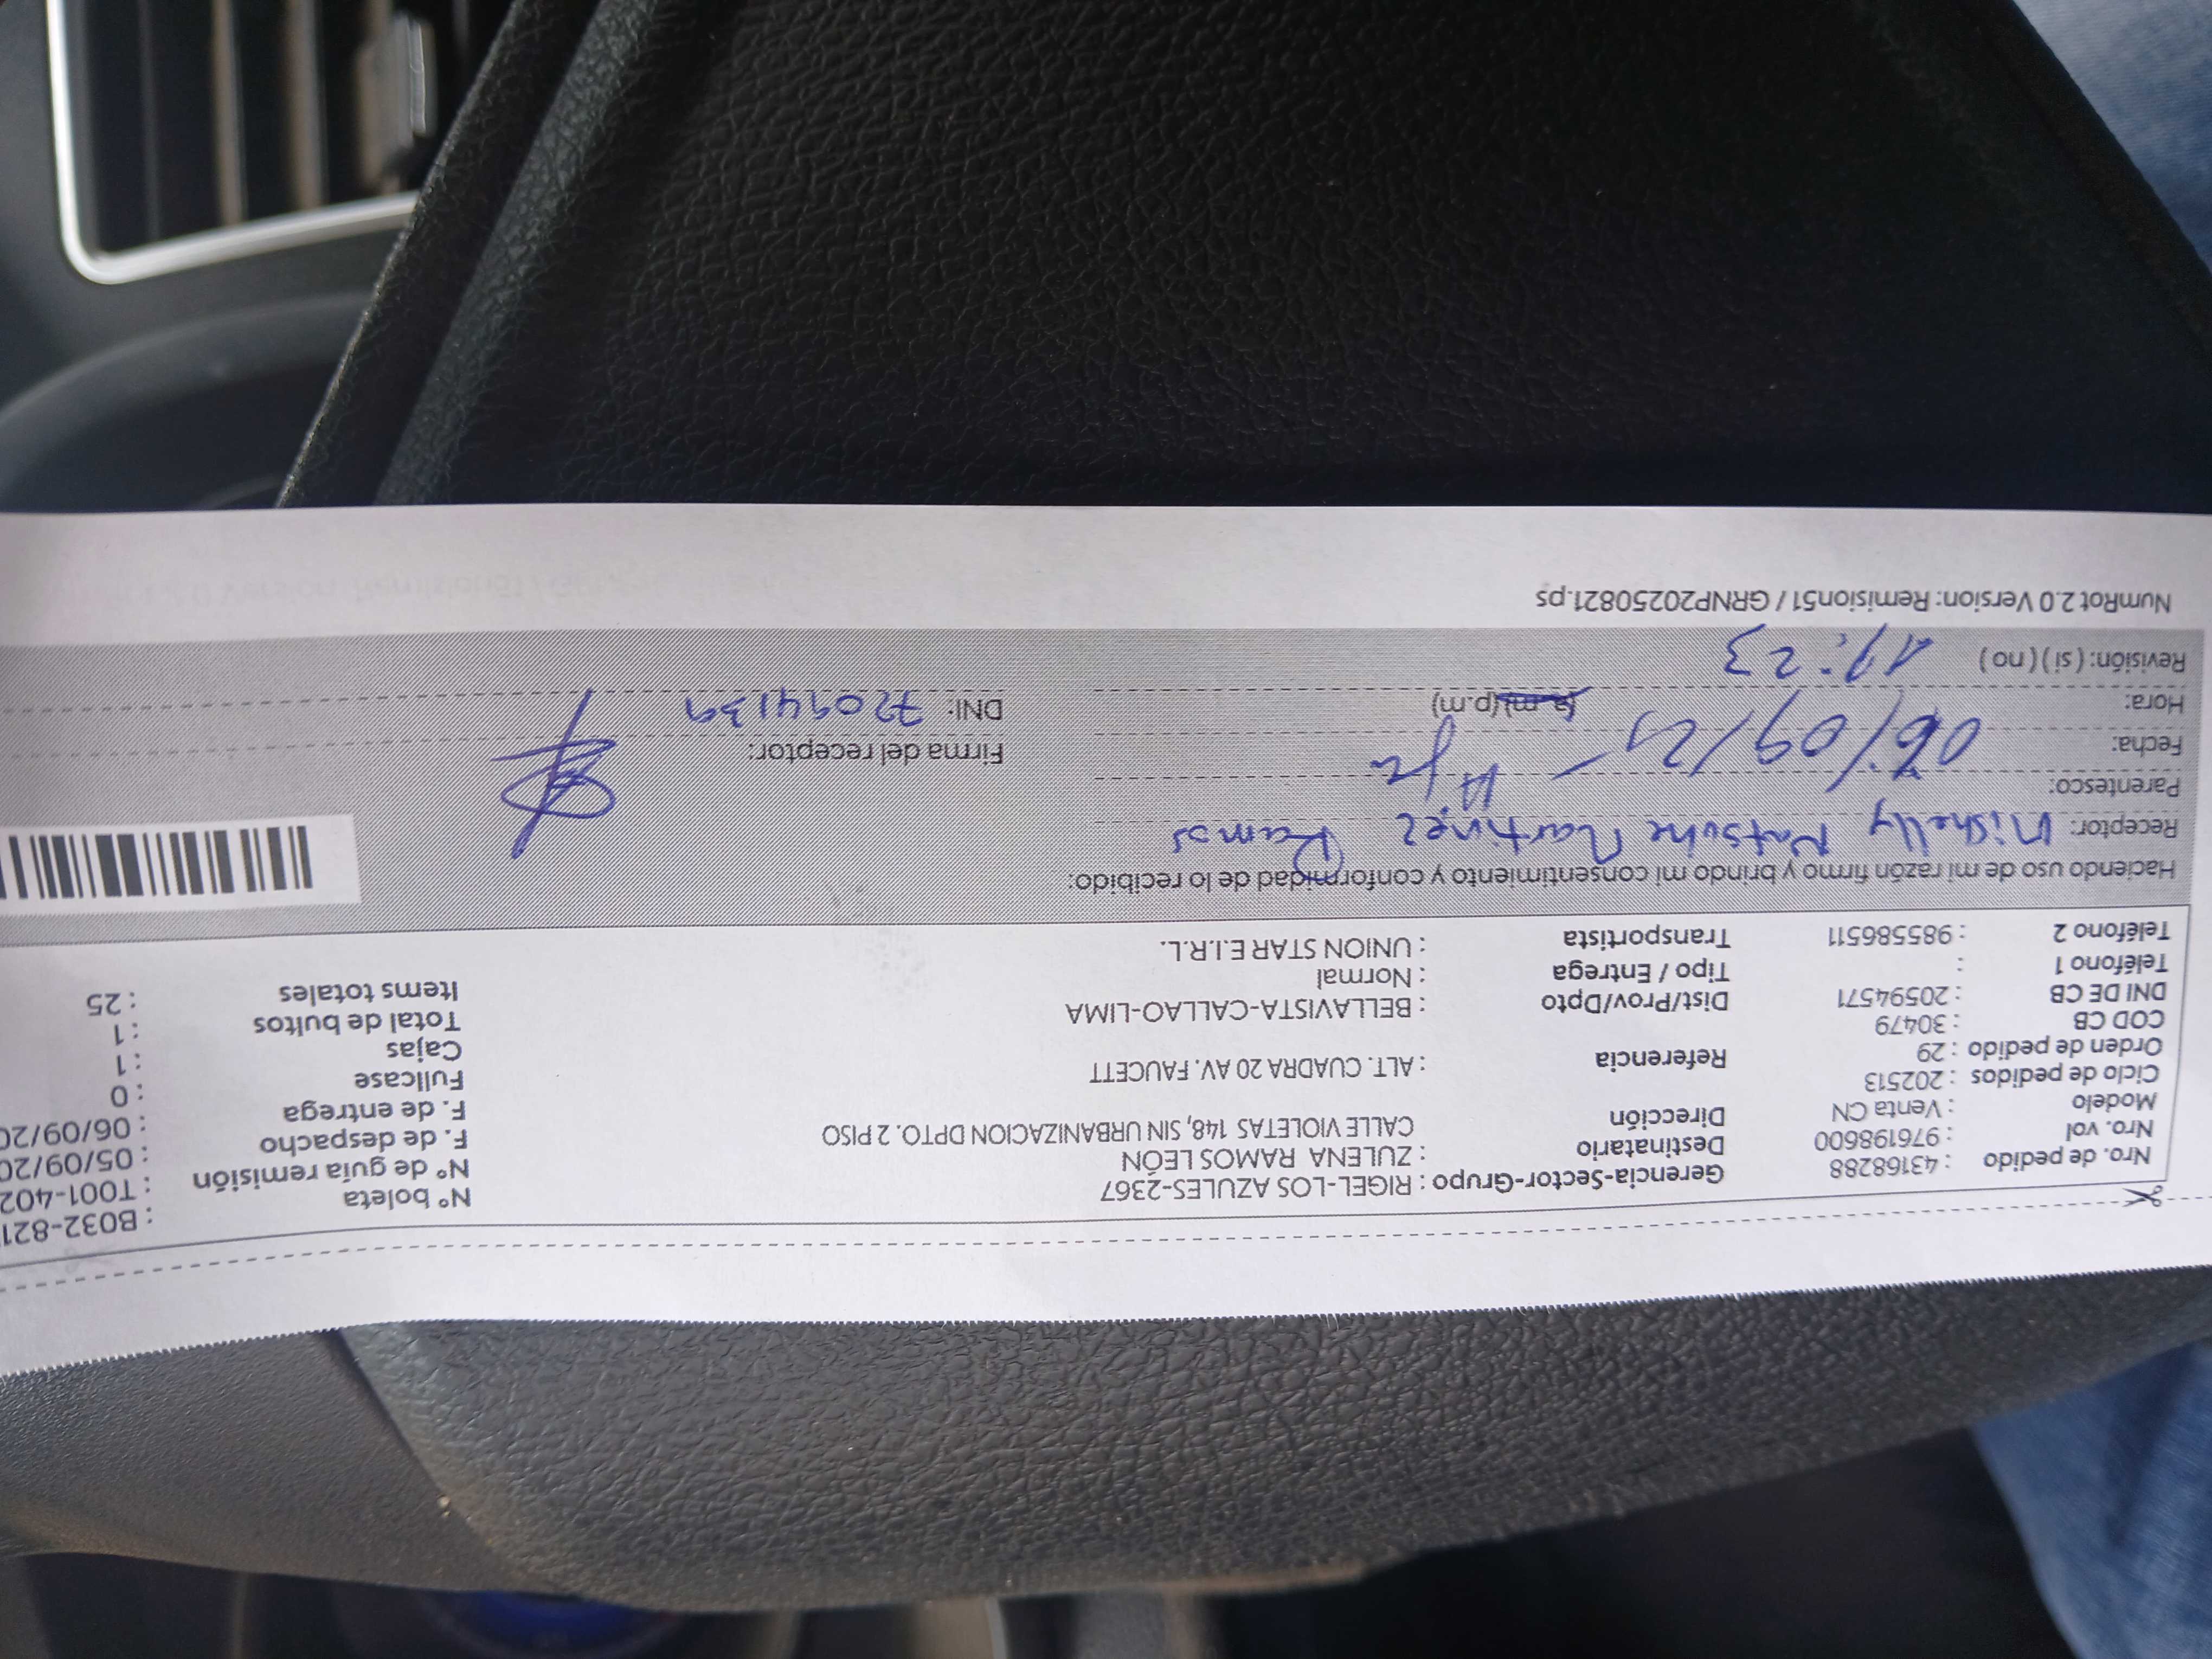 Nro. de pedido : 43168288 Gerencia-Sector-Grupo : RIGEL-LOS AZULES-2367 N° boleta : B032-821
Nro. vol : 976198600 Destinatario : ZULENA RAMOS LEÓN N° de guía remisión : T001-402
Modelo : Venta CN Dirección CALLE VIOLETAS 148, SIN URBANIZACION DPTO. 2 PISO F. de despacho : 05/09/20
Ciclo de pedidos : 202513 F. de entrega : 06/09/20
Orden de pedido : 29 Referencia : ALT. CUADRA 20 AV. FAUCETT Fullcase : 0
COD CB : 30479 Cajas : 1
DNI DE CB : 20594571 Dist/Prov/Dpto : BELLAVISTA-CALLAO-LIMA Total de bultos : 1
Teléfono 1 : Tipo / Entrega : Normal Items totales : 25
Teléfono 2 : 985586511 Transportista : UNION STAR E.I.R.L.
Haciendo uso de mi razón firmo y brindo mi consentimiento y conformidad de lo recibido:
Receptor: Mishelly Martinez Ramos
Parentesco: Hija
Fecha: 06/09/25 Firma del receptor:
Hora: (a.m)(p.m) DNI: 72094139
Revisión: ( si ) ( no ) 17:23
NumRot 2.0 Version: Remision51 / GRNP20250821.ps